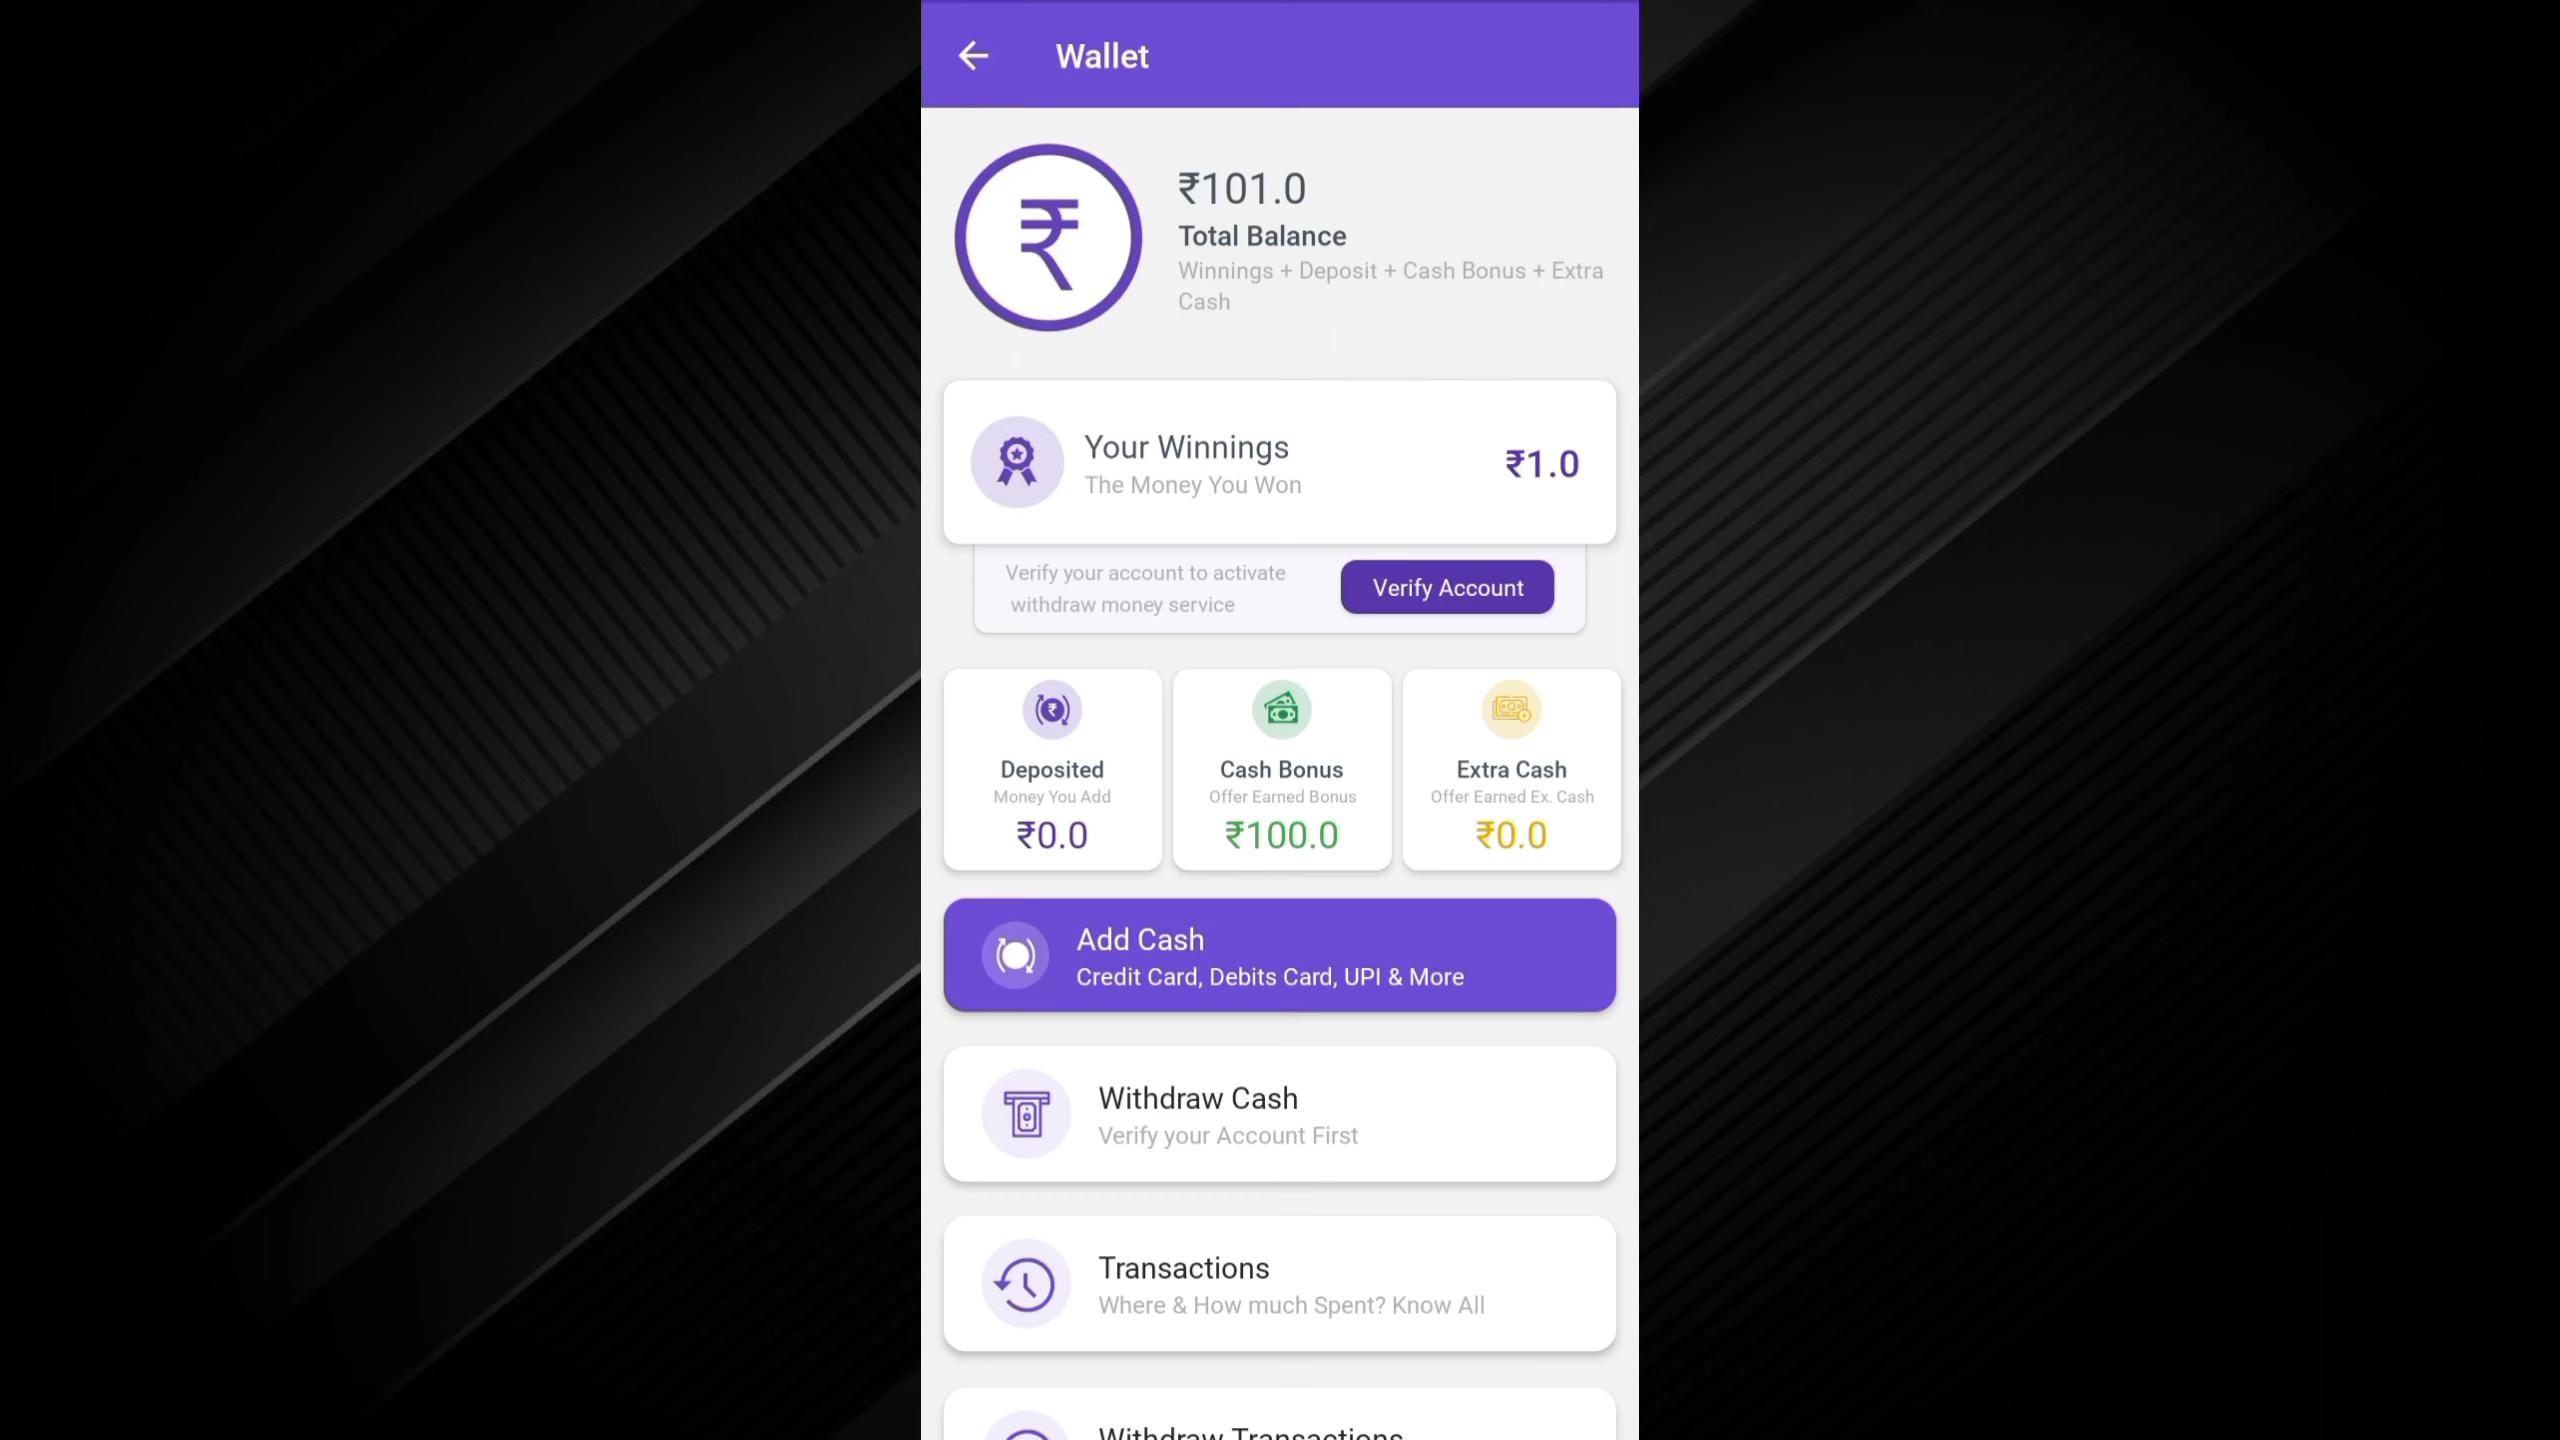 Wallet
₹101.0
Total Balance
Winnings + Deposit + Cash Bonus + Extra
Cash
Your Winnings
The Money You Won
₹1.0
Verify your account to activate
withdraw money service
Verify Account
Deposited
Money You Add
₹0.0
Cash Bonus
Offer Earned Bonus
₹100.0
Extra Cash
Offer Earned Ex. Cash
₹0.0
Add Cash
Credit Card, Debits Card, UPI & More
Withdraw Cash
Verify your Account First
Transactions
Where & How much Spent? Know All
Withdraw Transactions